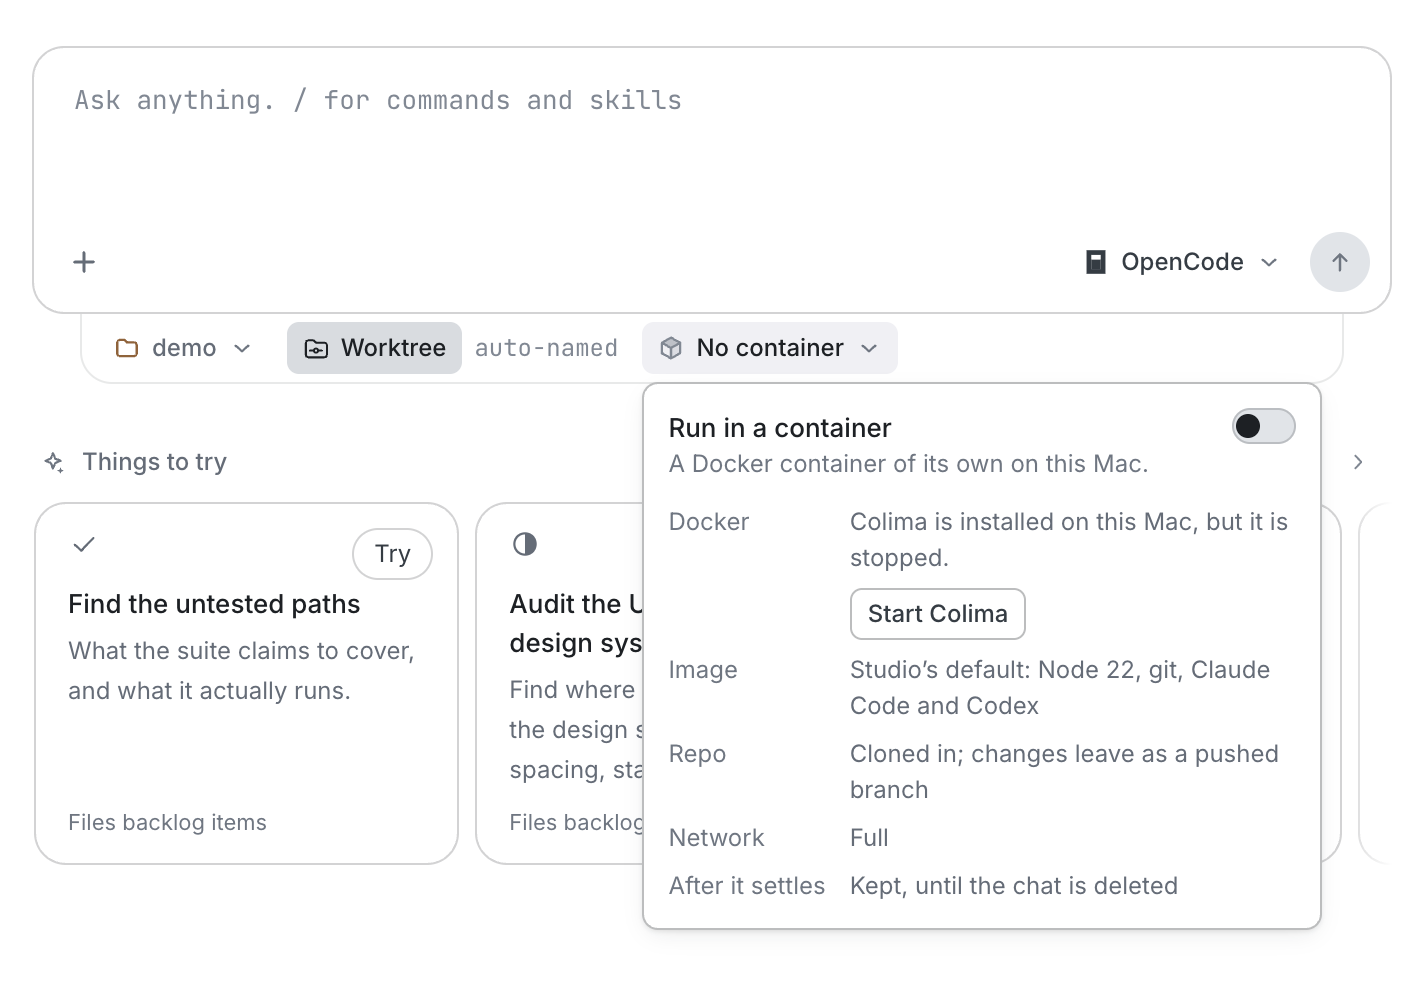 Ask anything. / for commands and skills
OpenCode
demo
Worktree
auto-named
No container
Things to try
Try
Find the untested paths
What the suite claims to cover,
and what it actually runs.
Files backlog items
Audit the
design
Find where
the design
spacing,
Files
Run in a container
A Docker container of its own on this Mac.
Docker
Colima is installed on this Mac, but it is
stopped.
Start Colima
Image
Studio’s default: Node 22, git, Claude
Code and Codex
Repo
Cloned in; changes leave as a pushed
branch
Network
Full
After it settles
Kept, until the chat is deleted